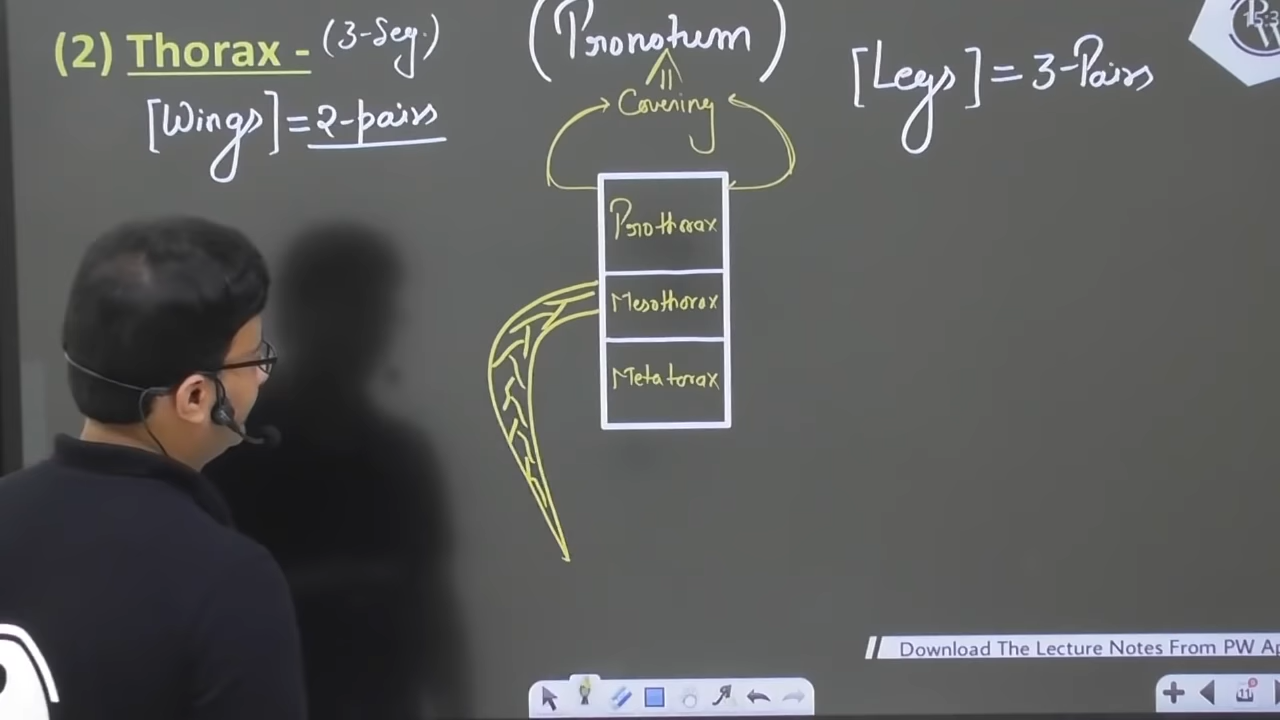 (2) Thorax - (3-Seg.)
[Wings] = 2-pairs
(Pronotum)
Covering
[Legs] = 3-Pairs
Prothorax
Mesothorax
Metatorax
Download The Lecture Notes From PW Ap
11